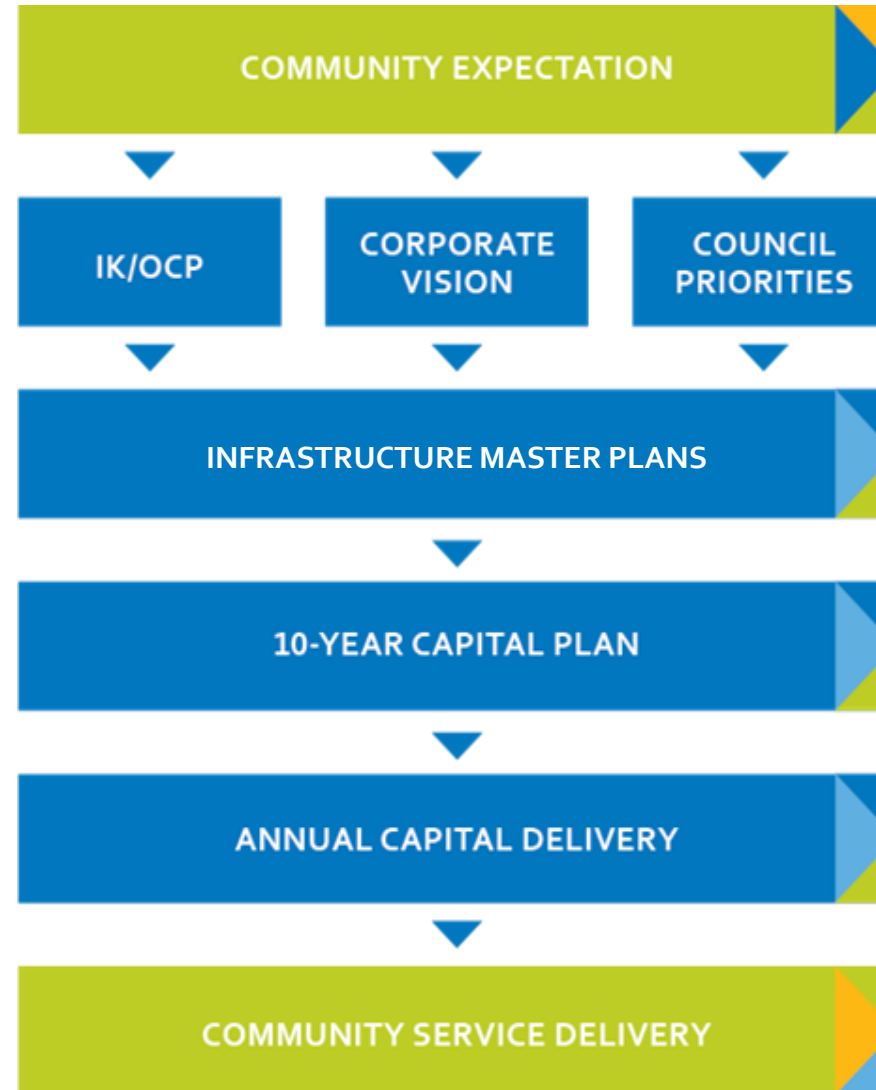 COMMUNITY EXPECTATION
IK/OCP
CORPORATE
VISION
COUNCIL
PRIORITIES
INFRASTRUCTURE MASTER PLANS
10-YEAR CAPITAL PLAN
ANNUAL CAPITAL DELIVERY
COMMUNITY SERVICE DELIVERY